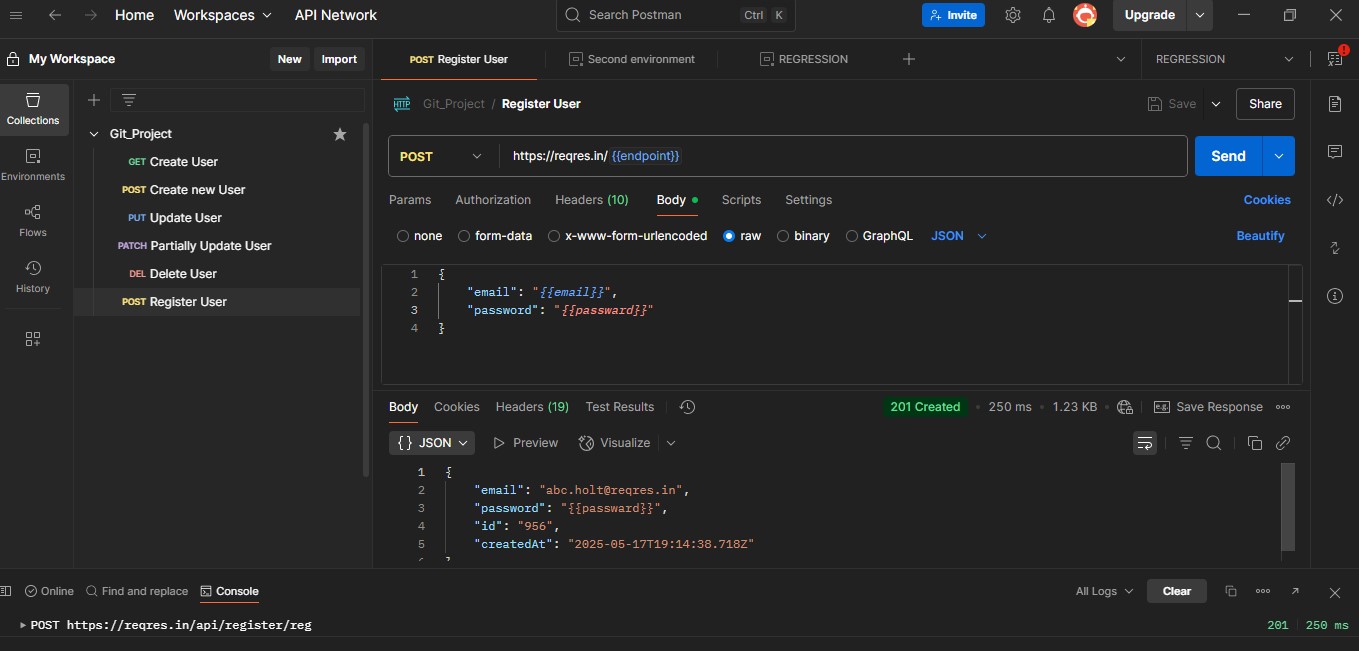 Home Workspaces API Network Search Postman Ctrl K Invite Upgrade
My Workspace New Import POST Register User Second environment REGRESSION REGRESSION
Collections
Environments
Flows
History
Git_Project
GET Create User
POST Create new User
PUT Update User
PATCH Partially Update User
DEL Delete User
POST Register User
HTTP Git_Project / Register User Save Share
POST https://reqres.in/ {{endpoint}} Send
Params Authorization Headers (10) Body Scripts Settings Cookies
none form-data x-www-form-urlencoded raw binary GraphQL JSON Beautify
1 {
2 "email": "{{email}}",
3 "password": "{{passward}}"
4 }
Body Cookies Headers (19) Test Results 201 Created 250 ms 1.23 KB e.g. Save Response
{} JSON Preview Visualize
1 {
2 "email": "abc.holt@reqres.in",
3 "password": "{{passward}}",
4 "id": "956",
5 "createdAt": "2025-05-17T19:14:38.718Z"
Online Find and replace Console All Logs Clear
POST https://reqres.in/api/register/reg 201 250 ms